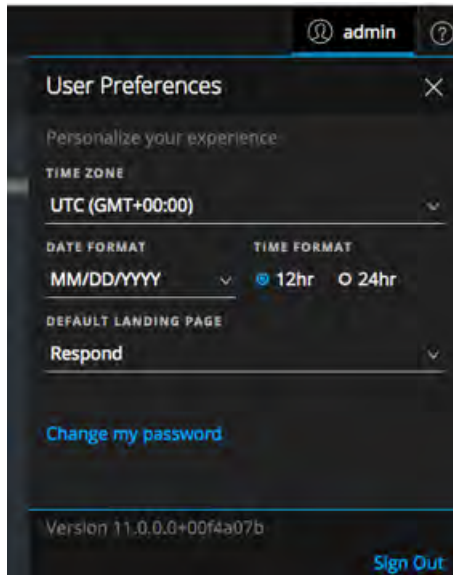 admin
User Preferences
Personalize your experience
TIME ZONE
UTC (GMT+00:00)
DATE FORMAT TIME FORMAT
MM/DD/YYYY 12hr 24hr
DEFAULT LANDING PAGE
Respond
Change my password
Version 11.0.0.0+00f4a07b
Sign Out